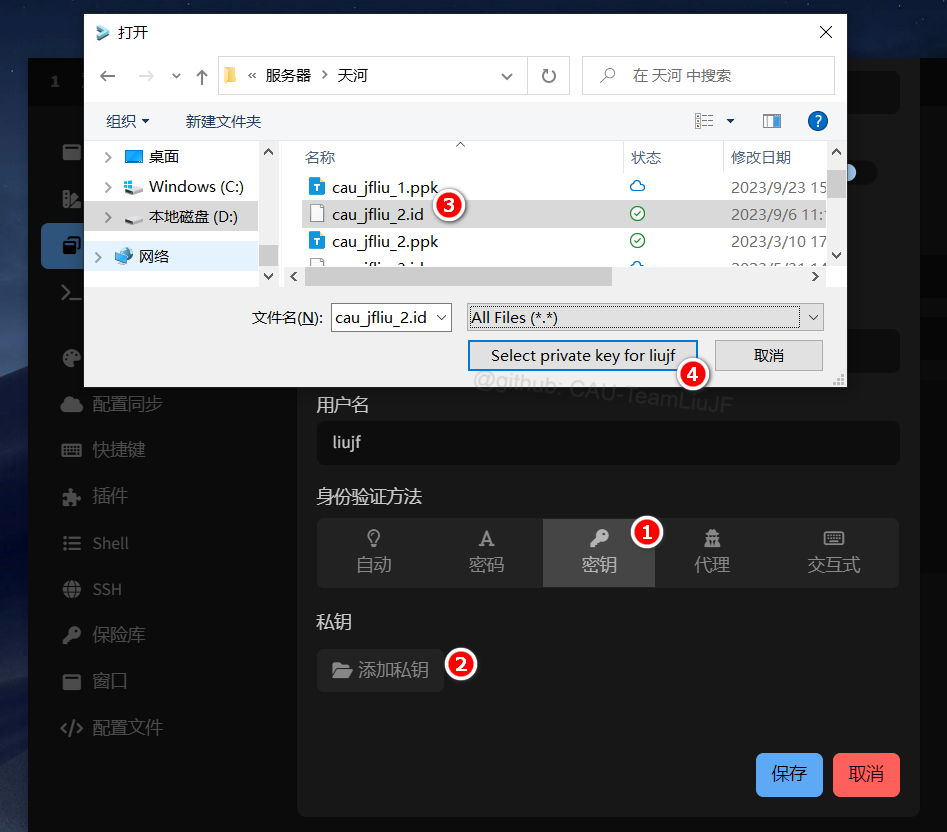 打开
« 服务器 > 天河
在 天河 中搜索
组织 新建文件夹
名称 状态 修改日期
桌面
Windows (C:)
本地磁盘 (D:)
网络
cau_jfliu_1.ppk 2023/9/23 15
cau_jfliu_2.id 2023/9/6 11:
cau_jfliu_2.ppk 2023/3/10 17
3
文件名(N): cau_jfliu_2.id All Files (*.*)
Select private key for liujf 取消
4
@github: CAU-TeamLiuJF
1
配置同步
快捷键
插件
Shell
SSH
保险库
窗口
配置文件
用户名
liujf
身份验证方法
1
自动 密码 密钥 代理 交互式
私钥
添加私钥 2
保存 取消